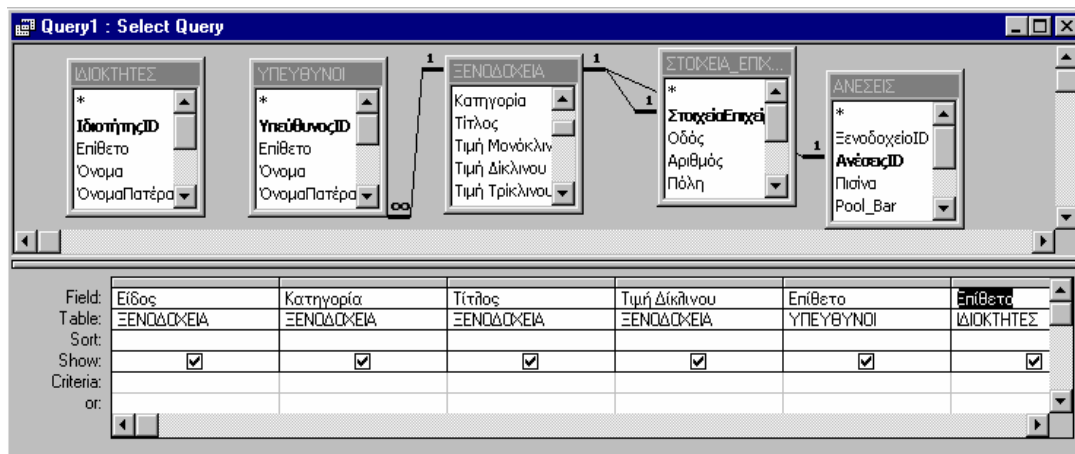 Query1 : Select Query
ΙΔΙΟΚΤΗΤΕΣ
*
ΙδιοτήτηςID
Επίθετο
Όνομα
ΌνομαΠατέρα
ΥΠΕΥΘΥΝΟΙ
*
ΥπεύθυνοςID
Επίθετο
Όνομα
ΌνομαΠατέρα
∞
1
ΞΕΝΟΔΟΧΕΙΑ
Κατηγορία
Τίτλος
Τιμή Μονόκλιν
Τιμή Δίκλινου
Τιμή Τρίκλινου
1
1
ΣΤΟΙΧΕΙΑ_ΕΠΙΧ...
*
ΣτοιχείαΕπιχεί
Οδός
Αριθμός
Πόλη
1
ΑΝΕΣΕΙΣ
*
ΞενοδοχείοID
ΑνέσειςID
Πισίνα
Pool_Bar
Field: Είδος Κατηγορία Τίτλος Τιμή Δίκλινου Επίθετο Επίθετο
Table: ΞΕΝΟΔΟΧΕΙΑ ΞΕΝΟΔΟΧΕΙΑ ΞΕΝΟΔΟΧΕΙΑ ΞΕΝΟΔΟΧΕΙΑ ΥΠΕΥΘΥΝΟΙ ΙΔΙΟΚΤΗΤΕΣ
Sort:
Show:
Criteria:
or: